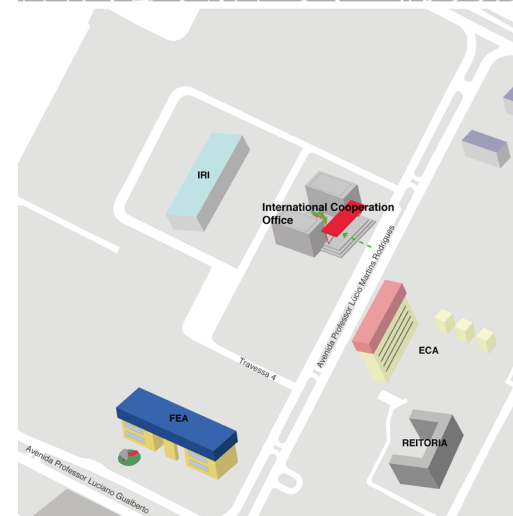 IRI
International Cooperation
Office
Avenida Professor Lúcio Martins Rodrigues
ECA
Travessa 4
FEA
REITORIA
Avenida Professor Luciano Gualberto